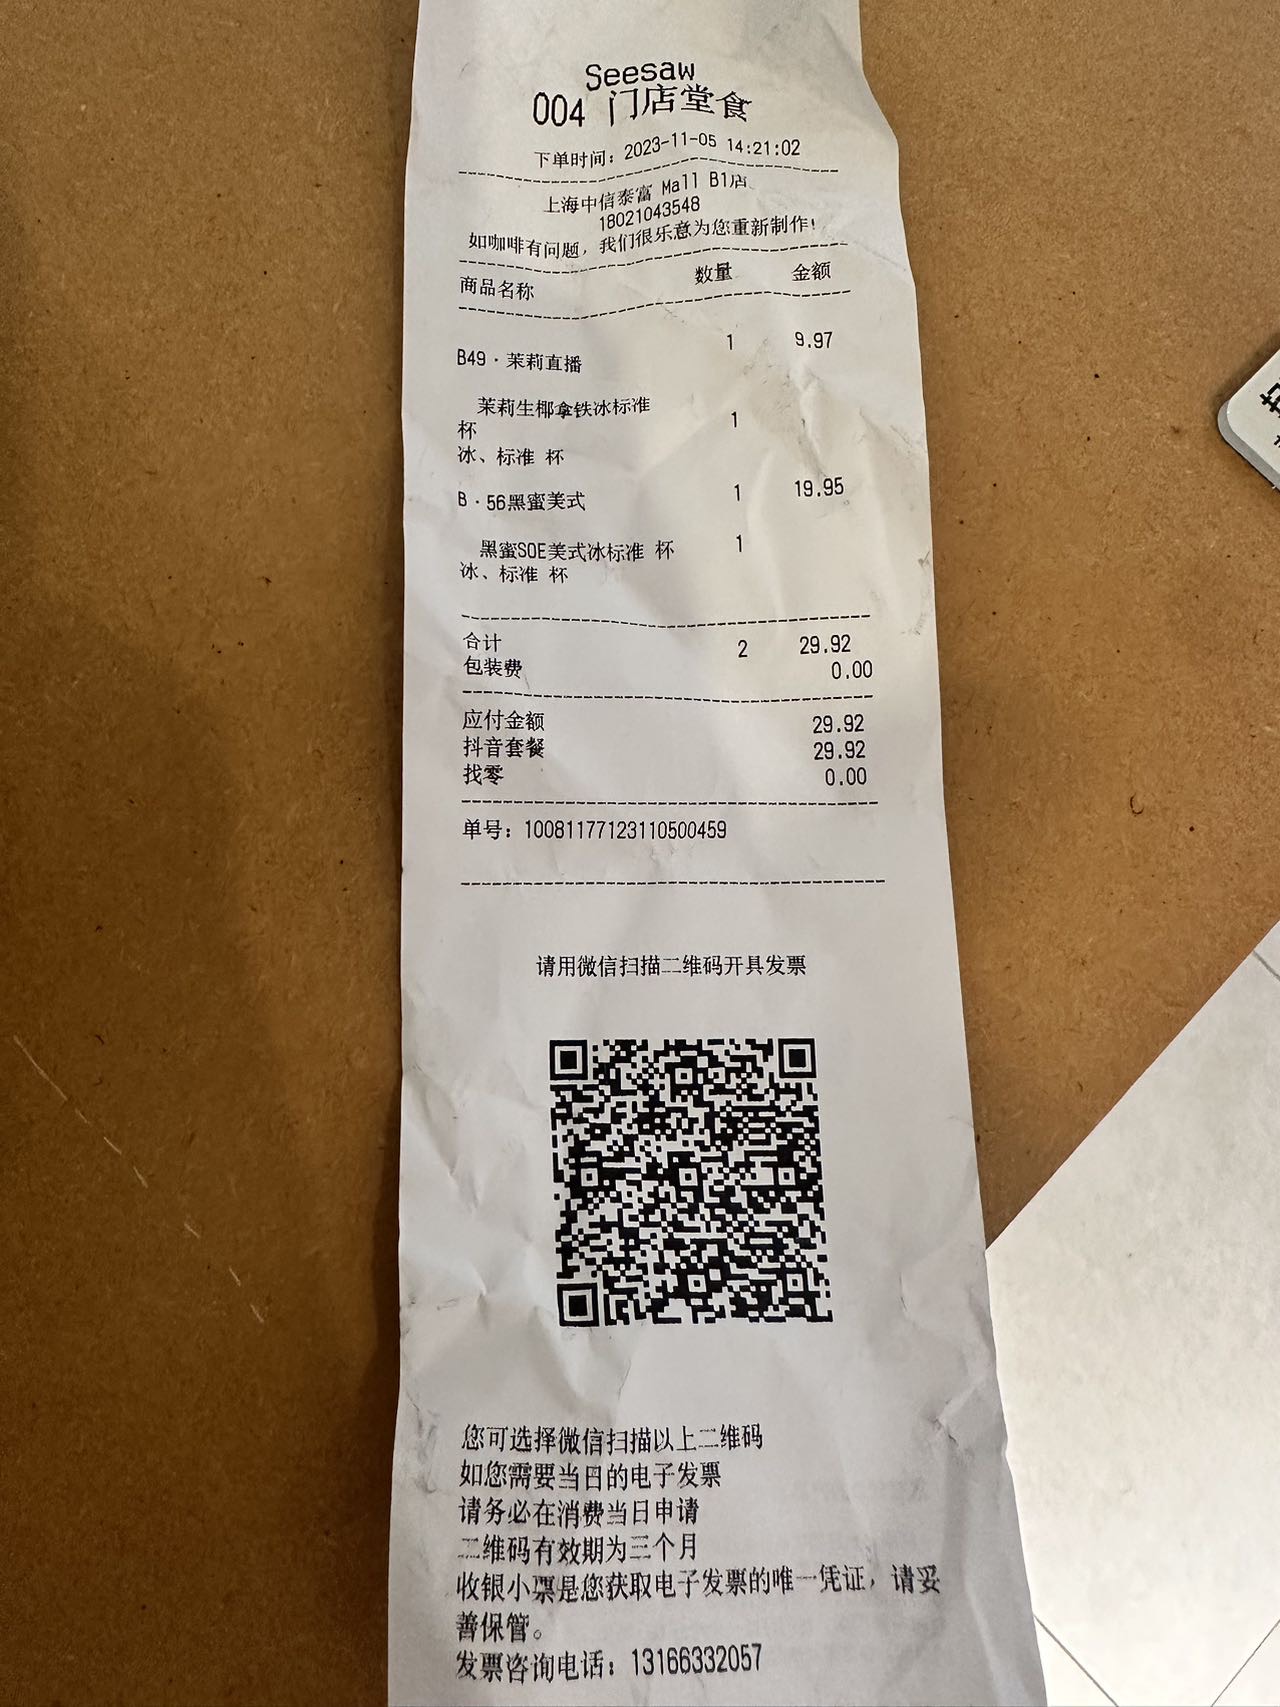 Seesaw
004 门店堂食
下单时间：2023-11-05 14:21:02
上海中信泰富 Mall B1店
18021043548
如咖啡有问题，我们很乐意为您重新制作！
商品名称 数量 金额
B49·茉莉直播 1 9.97
茉莉生椰拿铁冰标准 1
杯
冰、标准 杯
B·56黑蜜美式 1 19.95
黑蜜SOE美式冰标准 杯 1
冰、标准 杯
合计 2 29.92
包装费 0.00
应付金额 29.92
抖音套餐 29.92
找零 0.00
单号：10081177123110500459
请用微信扫描二维码开具发票
您可选择微信扫描以上二维码
如您需要当日的电子发票
请务必在消费当日申请
二维码有效期为三个月
收银小票是您获取电子发票的唯一凭证，请妥
善保管。
发票咨询电话：13166332057